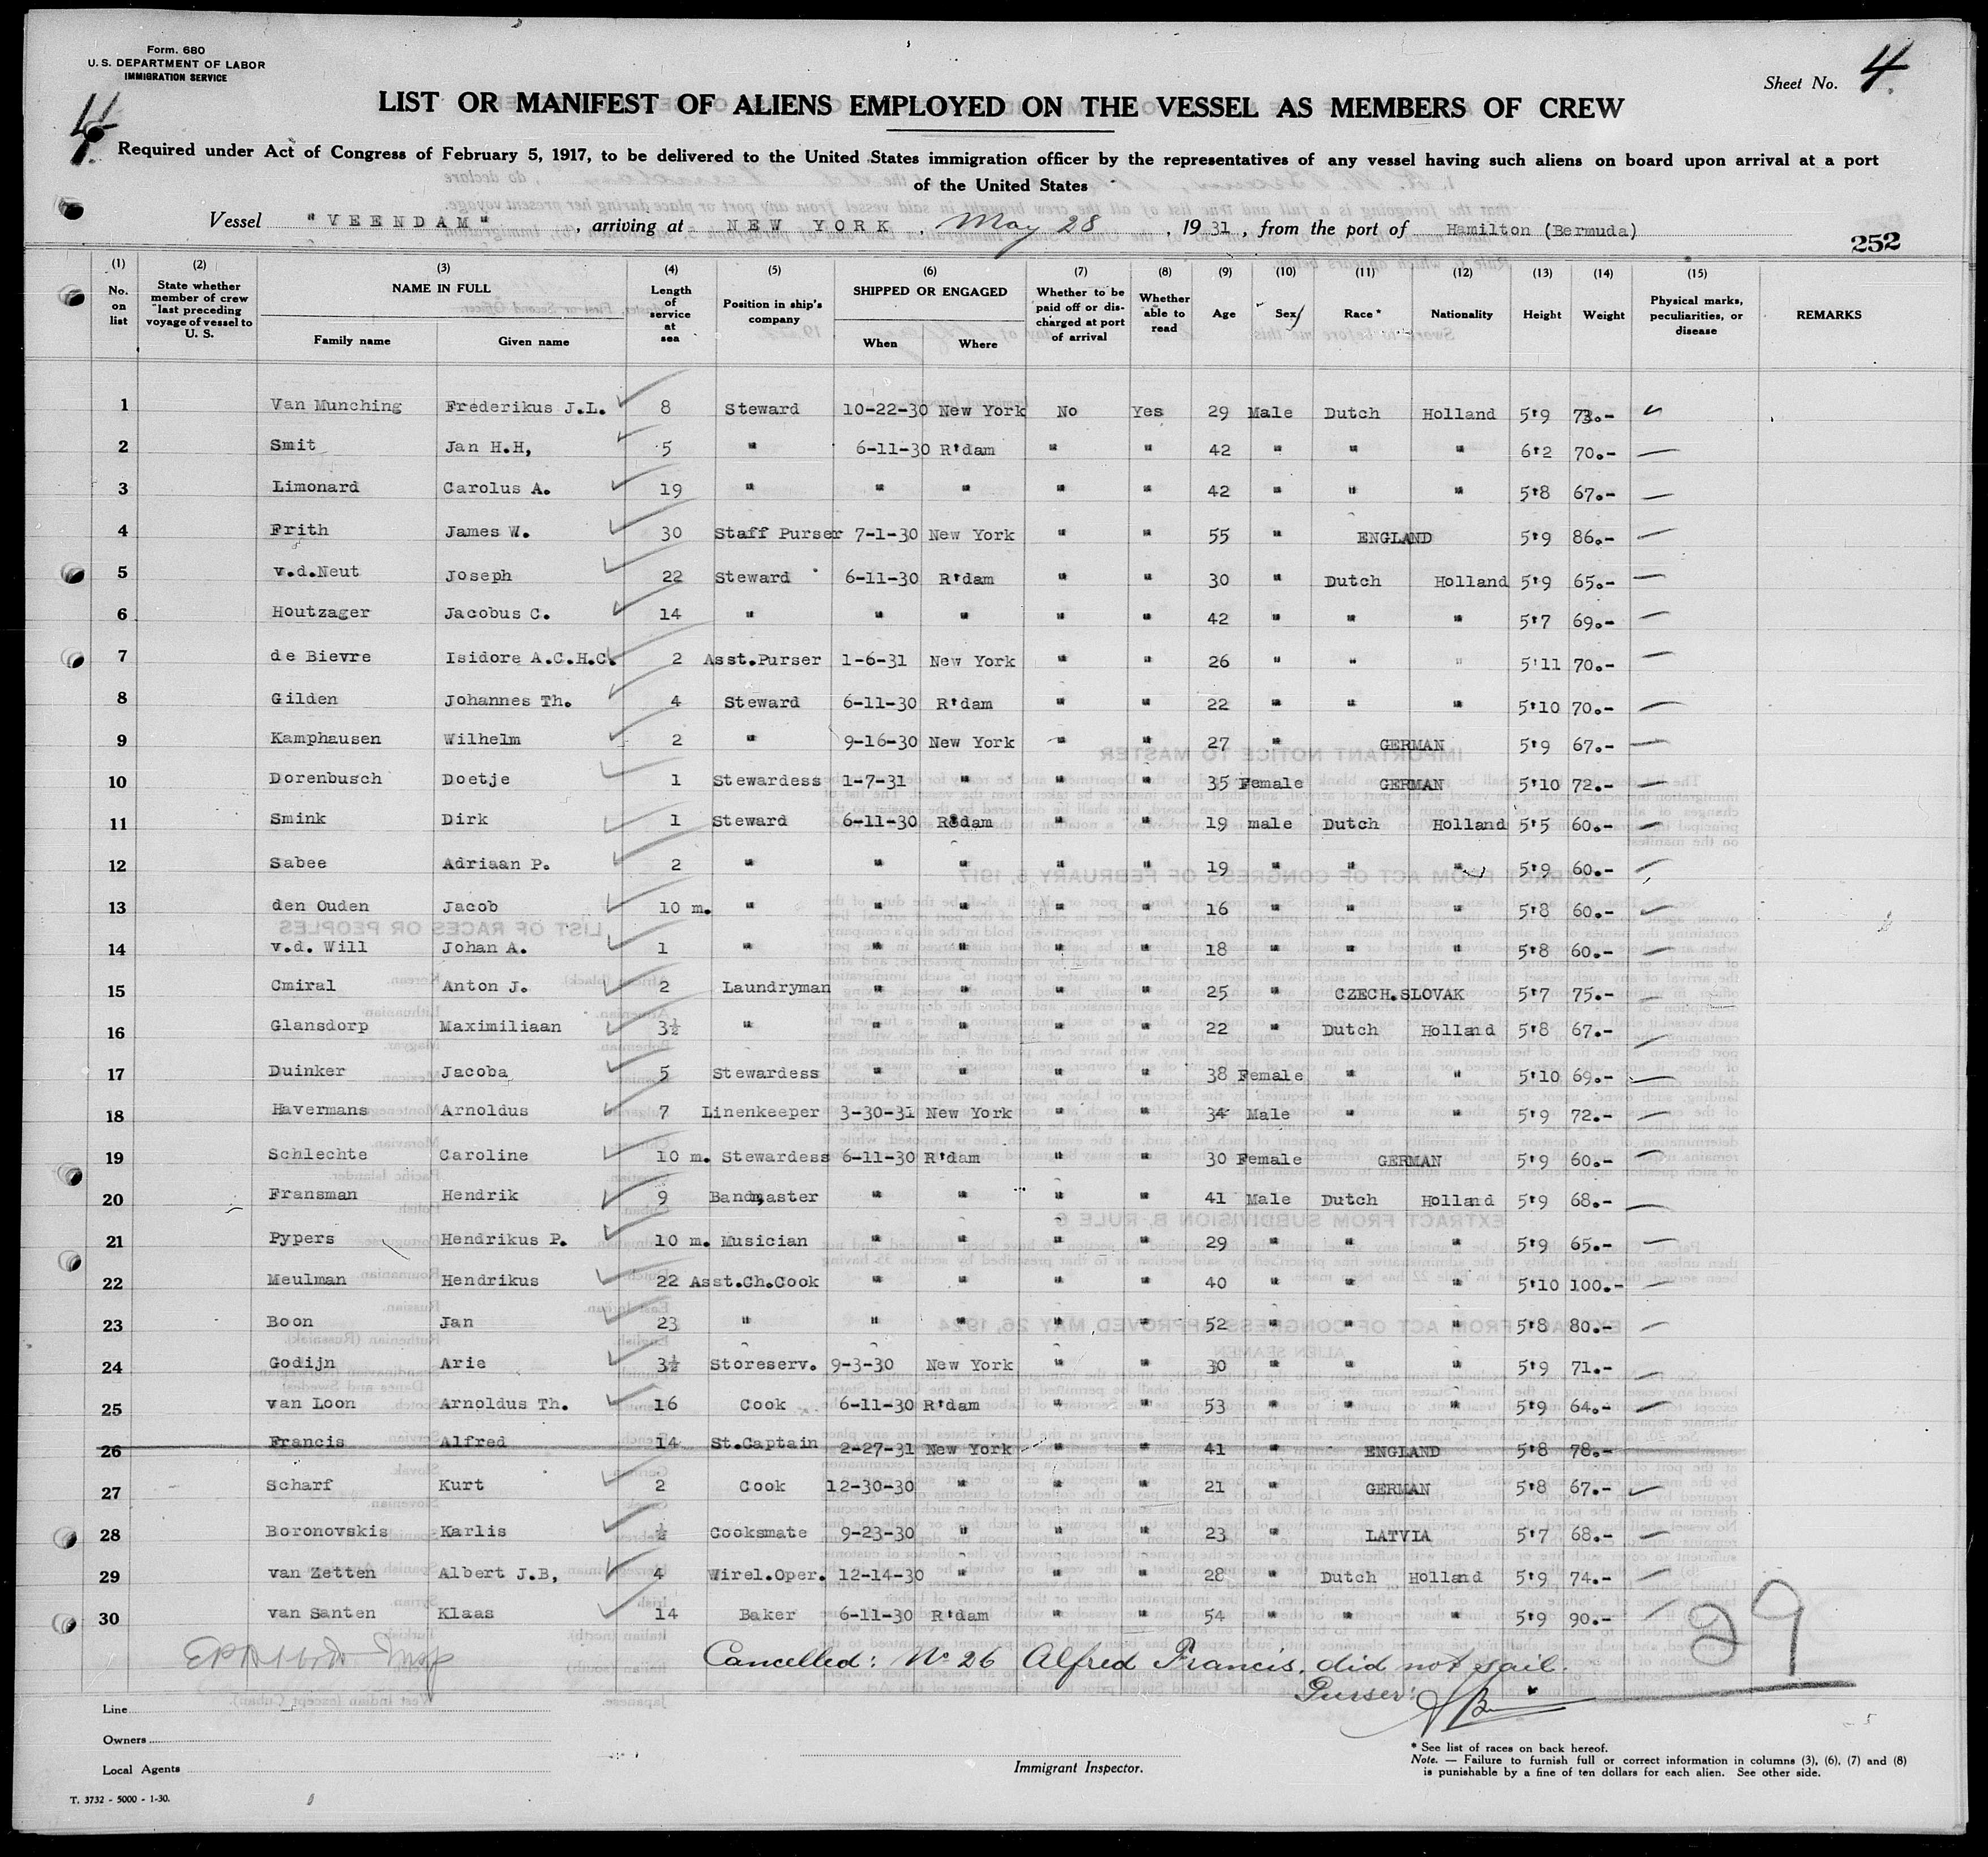 Form. 680
U. S. DEPARTMENT OF LABOR
IMMIGRATION SERVICE
Sheet No. 4
4
LIST OR MANIFEST OF ALIENS EMPLOYED ON THE VESSEL AS MEMBERS OF CREW
Required under Act of Congress of February 5, 1917, to be delivered to the United States immigration officer by the representatives of any vessel having such aliens on board upon arrival at a port
of the United States
Vessel "VEENDAM", arriving at NEW YORK, May 28, 1931, from the port of Hamilton (Bermuda)
252
(1) (2) (3) (4) (5) (6) (7) (8) (9) (10) (11) (12) (13) (14) (15)
No. on list State whether member of crew last preceding voyage of vessel to U. S. NAME IN FULL Family name Given name Length of service at sea Position in ship's company SHIPPED OR ENGAGED When Where Whether to be paid off or discharged at port of arrival Whether able to read Age Sex Race* Nationality Height Weight Physical marks, peculiarities, or disease REMARKS
1 Van Munching Frederikus J.L. 8 Steward 10-22-30 New York No Yes 29 Male Dutch Holland 5'9 73.-
2 Smit Jan H.H, 5 " 6-11-30 R'dam " " 42 " " " 6'2 70.-
3 Limonard Carolus A. 19 " " " " " 42 " " " 5'8 67.-
4 Frith James W. 30 Staff Purser 7-1-30 New York " " 55 " ENGLAND 5'9 86.-
5 v.d.Neut Joseph 22 Steward 6-11-30 R'dam " " 30 " Dutch Holland 5'9 65.-
6 Houtzager Jacobus C. 14 " " " " " 42 " " " 5'7 69.-
7 de Bievre Isidore A.C.H.C. 2 Asst.Purser 1-6-31 New York " " 26 " " " 5'11 70.-
8 Gilden Johannes Th. 4 Steward 6-11-30 R'dam " " 22 " " " 5'10 70.-
9 Kamphausen Wilhelm 2 " 9-16-30 New York " " 27 " GERMAN 5'9 67.-
10 Dorenbusch Doetje 1 Stewardess 1-7-31 " " " 35 Female GERMAN 5'10 72.-
11 Smink Dirk 1 Steward 6-11-30 R'dam " " 19 male Dutch Holland 5'5 60.-
12 Sabee Adriaan P. 2 " " " " " 19 " " " 5'9 60.-
13 den Ouden Jacob 10 m. " " " " " 16 " " " 5'8 60.-
14 v.d. Will Johan A. 1 " " " " " 18 " " " 5'8 60.-
15 Cmiral Anton J. 2 Laundryman " " " " 25 " CZECH.SLOVAK 5'7 75.-
16 Glansdorp Maximiliaan 3½ " " " " " 22 " Dutch Holland 5'8 67.-
17 Duinker Jacoba 5 Stewardess " " " " 38 Female " " 5'10 69.-
18 Havermans Arnoldus 7 Linenkeeper 3-30-31 New York " " 34 Male " " 5'9 72.-
19 Schlechte Caroline 10 m. Stewardess 6-11-30 R'dam " " 30 Female GERMAN 5'9 60.-
20 Fransman Hendrik 9 Bandmaster " " " " 41 Male Dutch Holland 5'9 68.-
21 Pypers Hendrikus P. 10 m. Musician " " " " 29 " " " 5'9 65.-
22 Meulman Hendrikus 22 Asst.Ch.Cook " " " " 40 " " " 5'10 100.-
23 Boon Jan 23 " " " " " 52 " " " 5'8 80.-
24 Godijn Arie 3½ Storeserv. 9-3-30 New York " " 30 " " " 5'9 71.-
25 van Loon Arnoldus Th. 16 Cook 6-11-30 R'dam " " 53 " " " 5'9 64.-
26 Francis Alfred 14 St.Captain 2-27-31 New York " " 41 " ENGLAND 5'8 78.-
27 Scharf Kurt 2 Cook 12-30-30 " " " 21 " GERMAN 5'8 67.-
28 Boronovskis Karlis ½ Cooksmate 9-23-30 " " " 23 " LATVIA 5'7 68.-
29 van Zetten Albert J.B, 4 Wirel.Oper. 12-14-30 " " " 28 " Dutch Holland 5'9 74.-
30 van Santen Klaas 14 Baker 6-11-30 R'dam " " 54 " " " 5'9 90.-
29
Cancelled: No 26 Alfred Francis. did not sail.
Purser:
Line
Owners
Local Agents
Immigrant Inspector.
* See list of races on back hereof.
Note. — Failure to furnish full or correct information in columns (3), (6), (7) and (8)
is punishable by a fine of ten dollars for each alien. See other side.
T. 3732 - 5000 - 1-30.